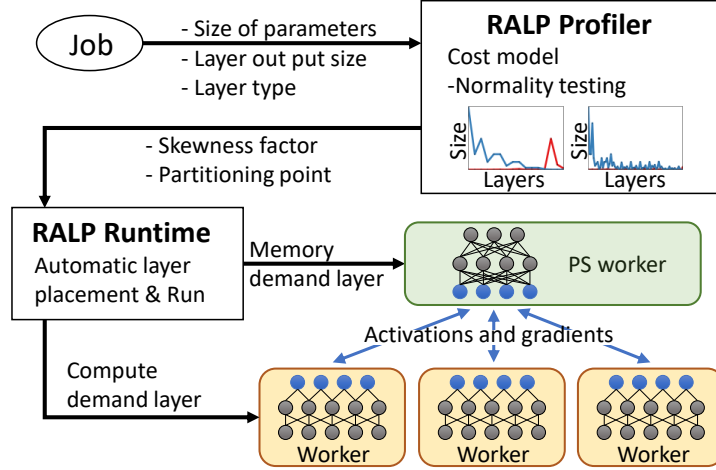 Job
- Size of parameters
- Layer out put size
- Layer type
RALP Profiler
Cost model
-Normality testing
Size
Layers
Size
Layers
- Skewness factor
- Partitioning point
RALP Runtime
Automatic layer
placement & Run
Memory
demand layer
PS worker
Activations and gradients
Compute
demand layer
Worker
Worker
Worker